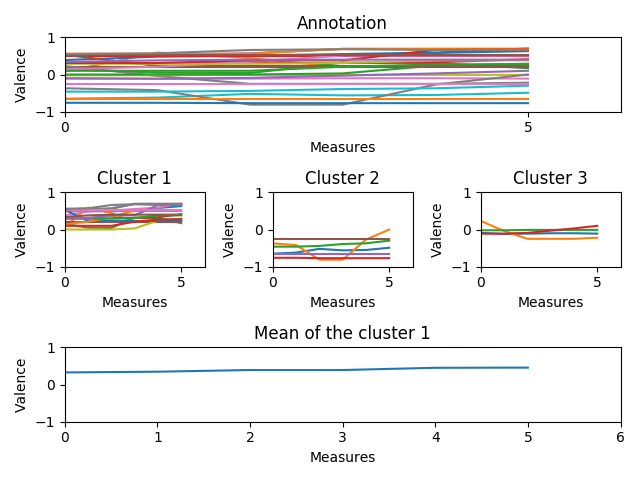 Annotation
Valence
1
0
−1
0
5
Measures
Cluster 1
Cluster 2
Cluster 3
Valence
1
0
−1
0
5
Measures
Valence
1
0
−1
0
5
Measures
Valence
1
0
−1
0
5
Measures
Mean of the cluster 1
Valence
1
0
−1
0
1
2
3
4
5
6
Measures